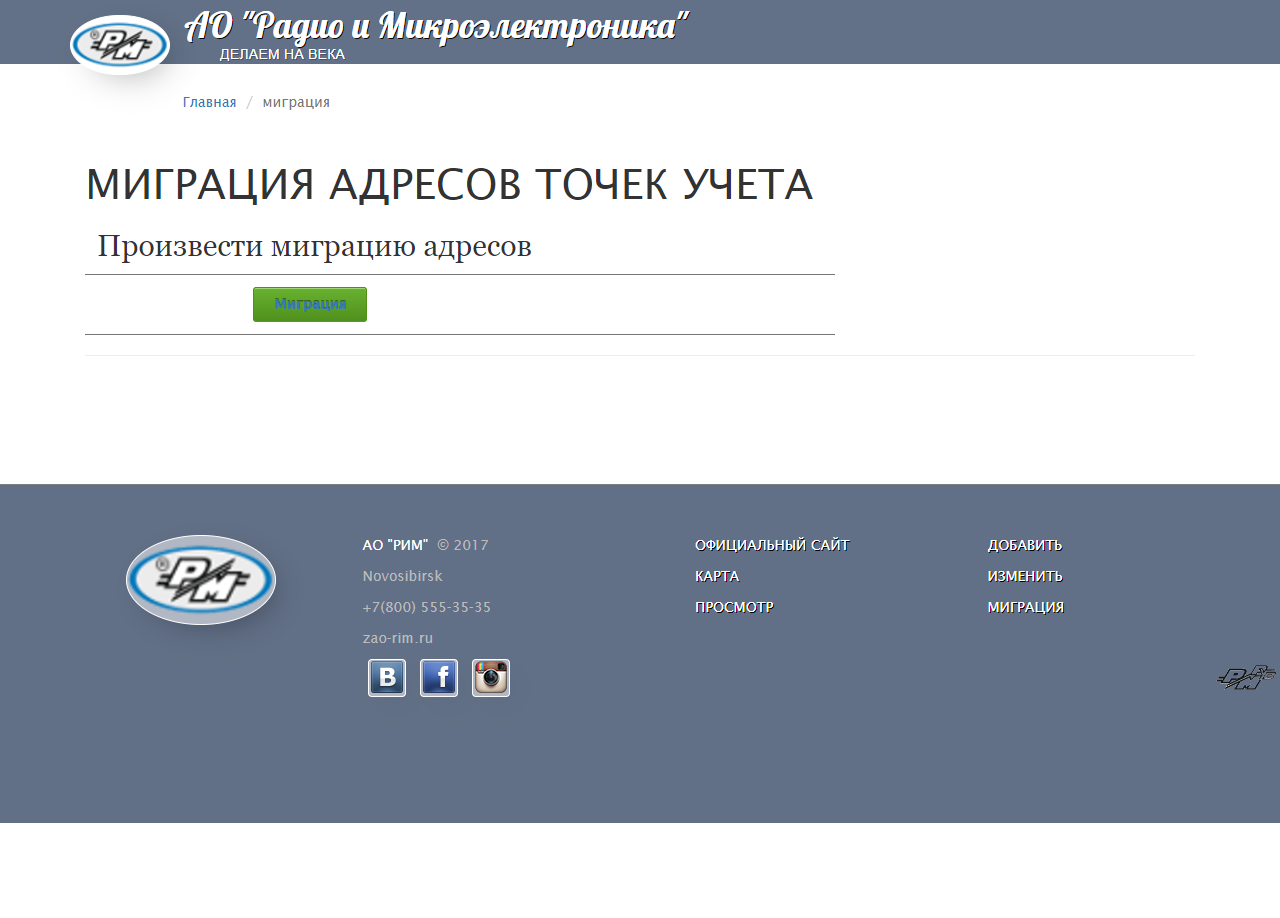 АО "Радио и Микроэлектроника"
ДЕЛАЕМ НА ВЕКА
® РМ
Главная / миграция
МИГРАЦИЯ АДРЕСОВ ТОЧЕК УЧЕТА
Произвести миграцию адресов
Миграция
® РМ
АО "РИМ" © 2017
Novosibirsk
+7(800) 555-35-35
zao-rim.ru
ОФИЦИАЛЬНЫЙ САЙТ
КАРТА
ПРОСМОТР
ДОБАВИТЬ
ИЗМЕНИТЬ
МИГРАЦИЯ
РМ